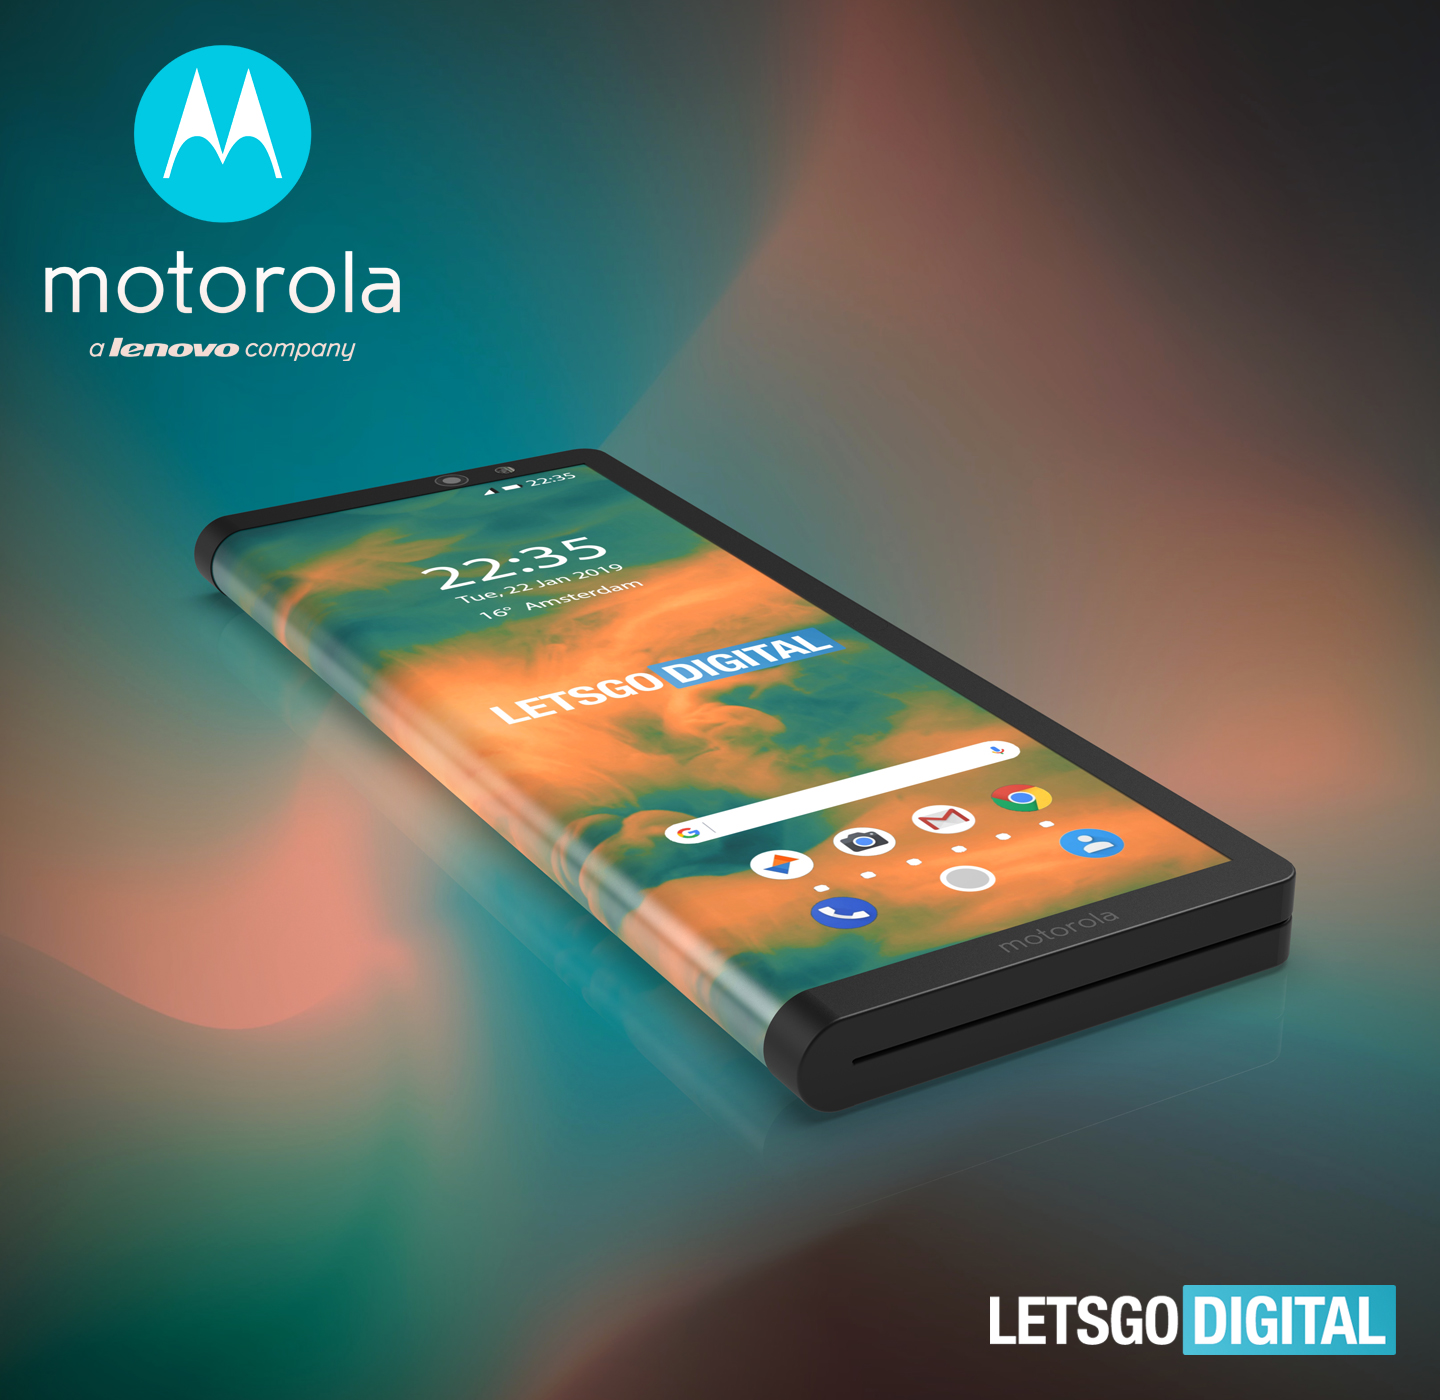 motorola
a lenovo company
22:35
22:35
Tue, 22 Jan 2019
16° Amsterdam
LETSGO DIGITAL
G
motorola
LETSGO DIGITAL